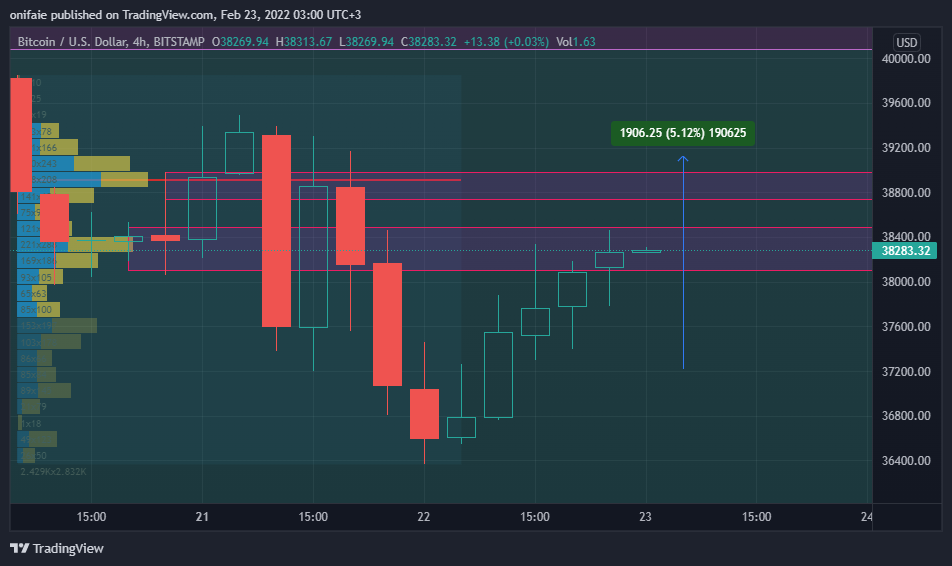 onifaie published on TradingView.com, Feb 23, 2022 03:00 UTC+3
Bitcoin / U.S. Dollar, 4h, BITSTAMP O38269.94 H38313.67 L38269.94 C38283.32 +13.38 (+0.03%) Vol1.63
USD
40000.00
39600.00
1906.25 (5.12%) 190625
39200.00
38800.00
38400.00
38283.32
38000.00
37600.00
37200.00
36800.00
36400.00
2.429Kx2.832K
15:00 21 15:00 22 15:00 23 15:00 24
TradingView